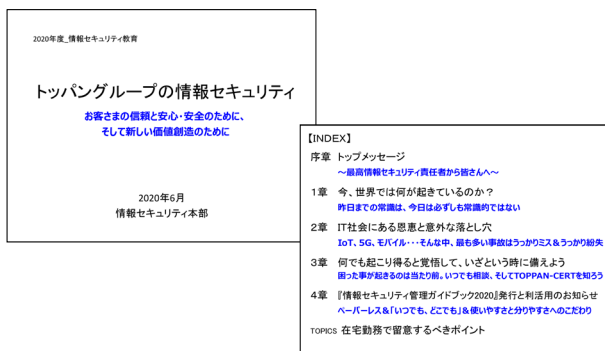 2020年度_情報セキュリティ教育
トッパングループの情報セキュリティ
お客さまの信頼と安心・安全のために、
そして新しい価値創造のために
2020年6月
情報セキュリティ本部
【INDEX】
序章 トップメッセージ
～最高情報セキュリティ責任者から皆さんへ～
1章 今、世界では何が起きているのか？
昨日までの常識は、今日は必ずしも常識的ではない
2章 IT社会にある恩恵と意外な落とし穴
IoT、5G、モバイル・・・そんな中、最も多い事故はうっかりミス＆うっかり紛失
3章 何でも起こり得ると覚悟して、いざという時に備えよう
困った事が起きるのは当たり前。いつでも相談、そしてTOPPAN-CERTを知ろう
4章 『情報セキュリティ管理ガイドブック2020』発行と利活用のお知らせ
ペーパーレス＆「いつでも、どこでも」＆使いやすさと分りやすさへのこだわり
TOPICS 在宅勤務で留意するべきポイント